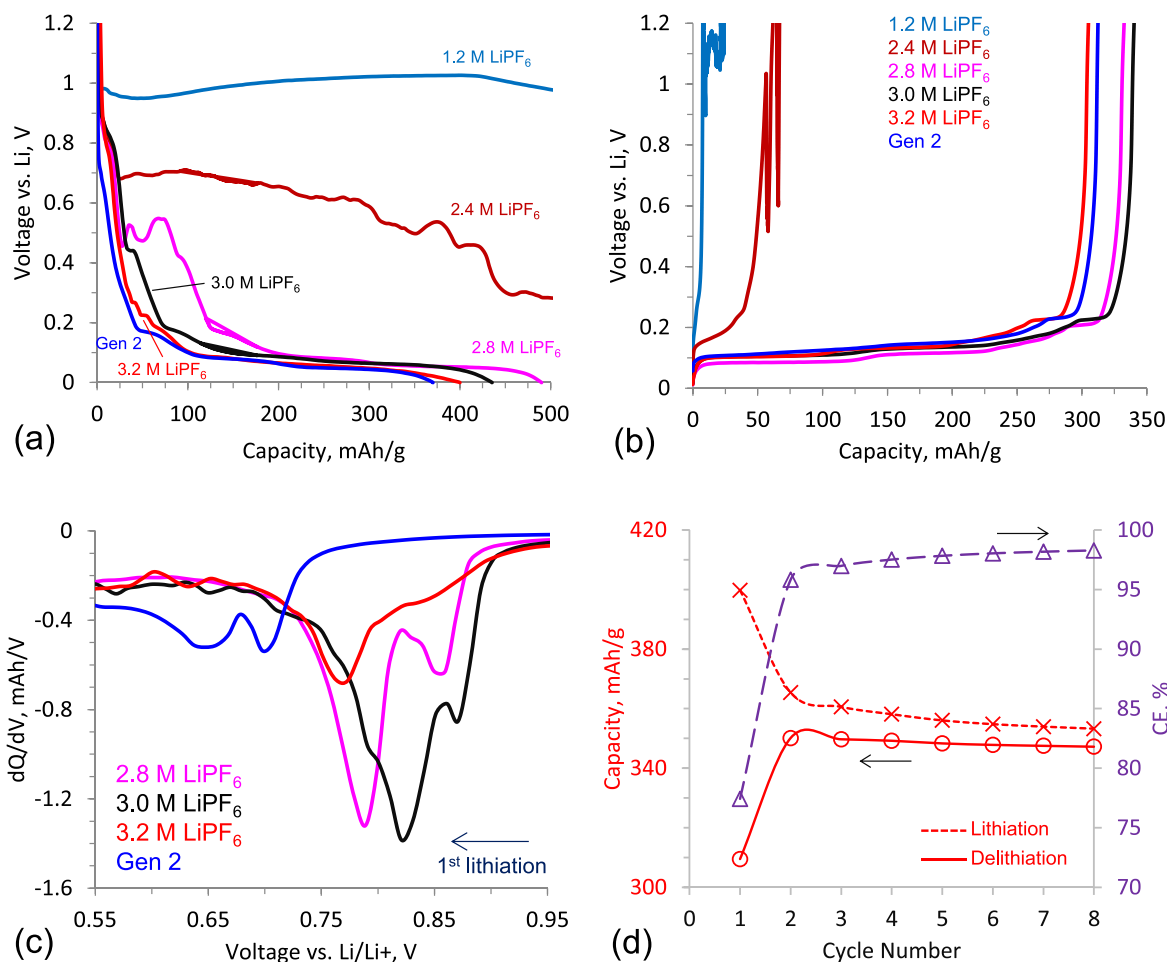 1.2
1
0.8
0.6
0.4
0.2
0
Voltage vs. Li, V
1.2 M LiPF6
2.4 M LiPF6
3.0 M LiPF6
Gen 2
3.2 M LiPF6
2.8 M LiPF6
0 100 200 300 400 500
Capacity, mAh/g
(a)
1.2
1
0.8
0.6
0.4
0.2
0
Voltage vs. Li, V
1.2 M LiPF6
2.4 M LiPF6
2.8 M LiPF6
3.0 M LiPF6
3.2 M LiPF6
Gen 2
0 50 100 150 200 250 300 350
Capacity, mAh/g
(b)
0
-0.4
-0.8
-1.2
-1.6
dQ/dV, mAh/V
2.8 M LiPF6
3.0 M LiPF6
3.2 M LiPF6
Gen 2
1st lithiation
0.55 0.65 0.75 0.85 0.95
Voltage vs. Li/Li+, V
(c)
420
380
340
300
Capacity, mAh/g
100
95
90
85
80
75
70
CE, %
Lithiation
Delithiation
0 1 2 3 4 5 6 7 8
Cycle Number
(d)